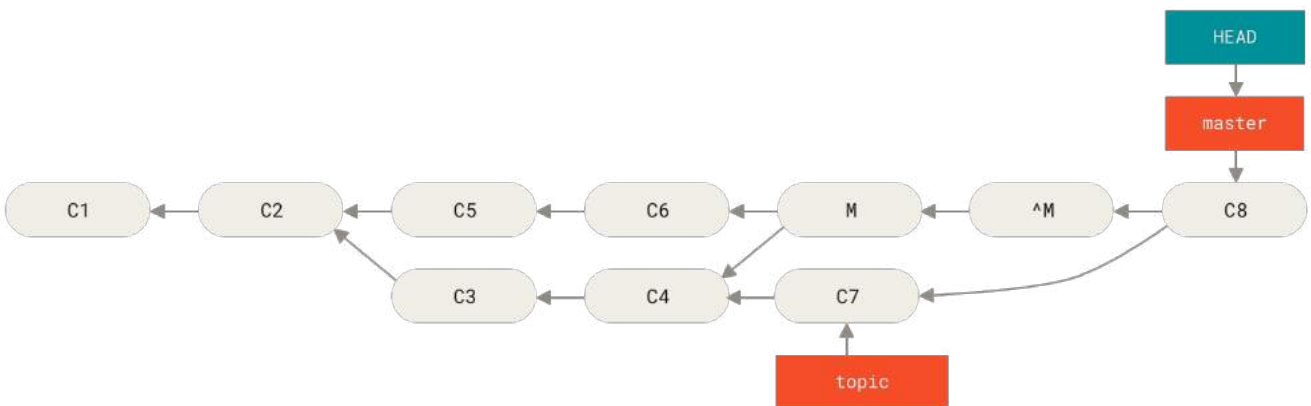 HEAD
master
C1 C2 C5 C6 M ^M C8
C3 C4 C7
topic